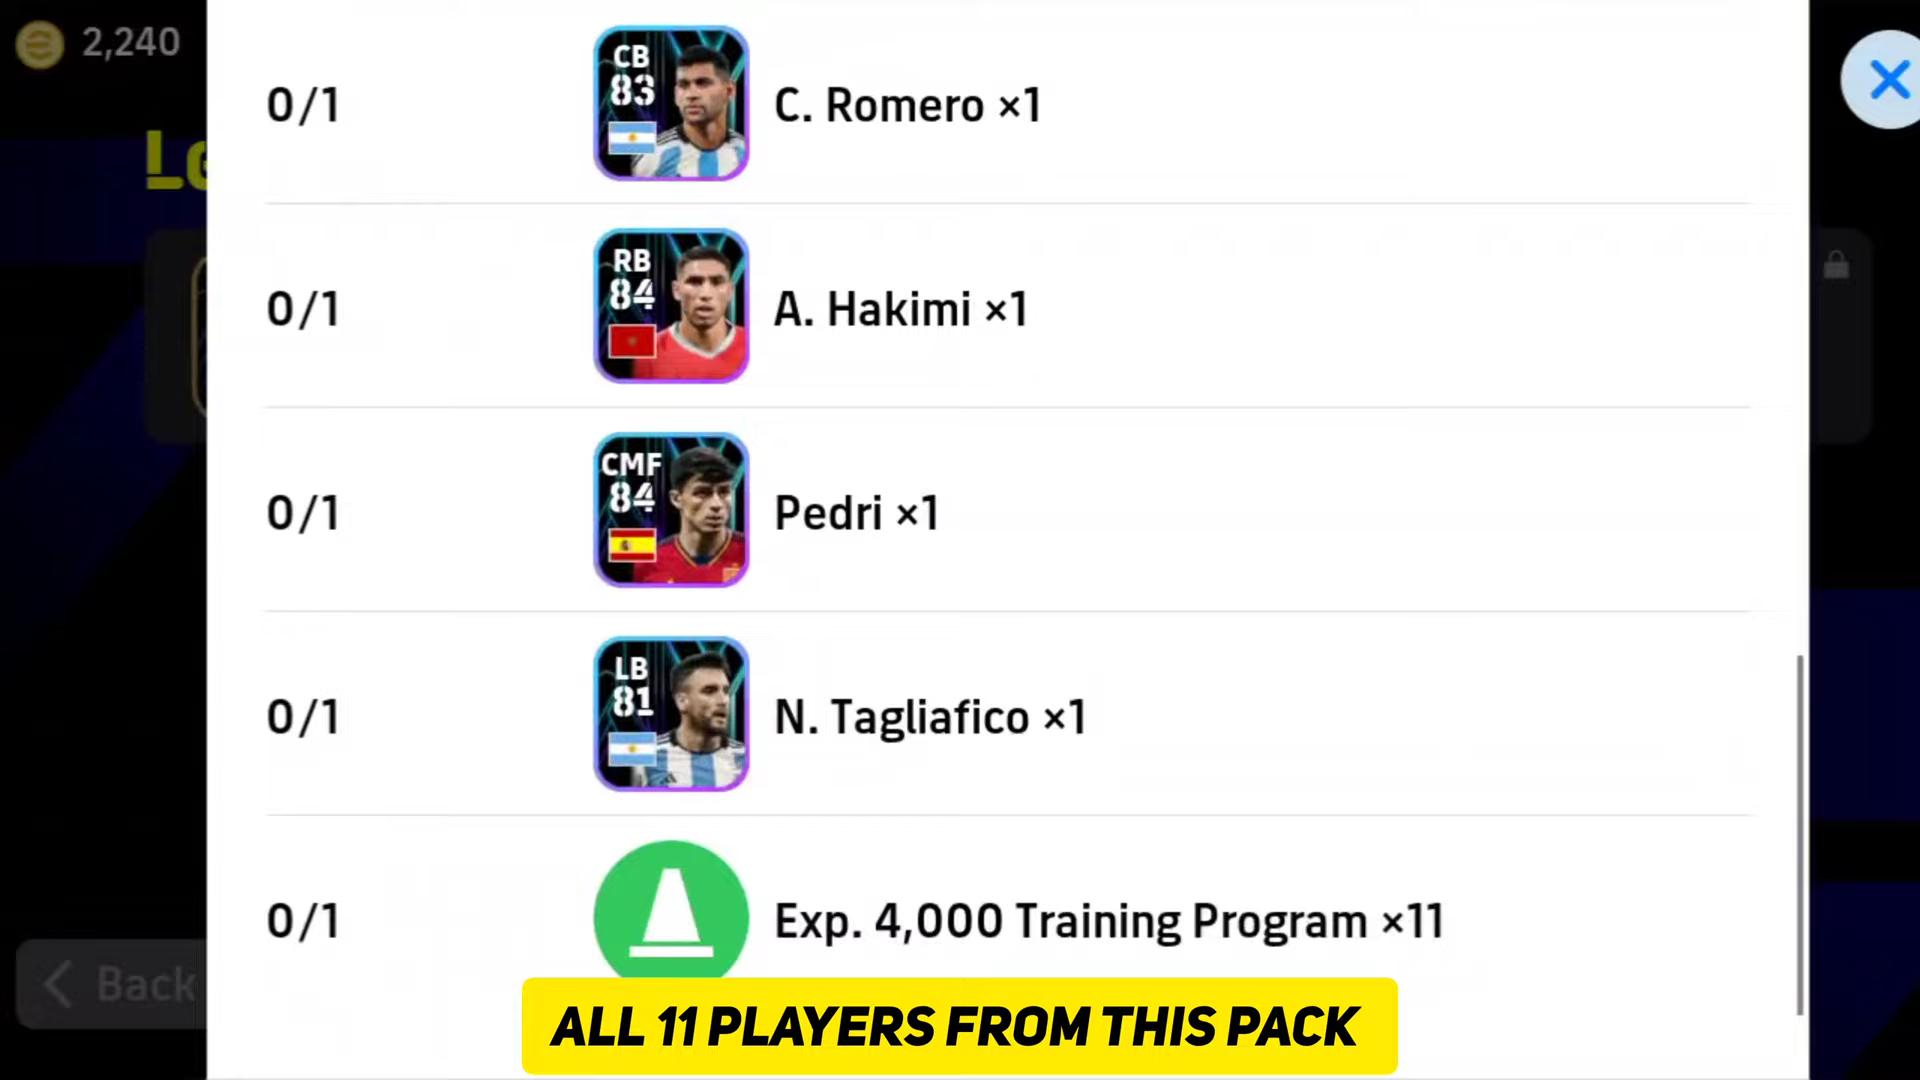 2,240
Le
0/1
CB
83
C. Romero ×1
0/1
RB
84
A. Hakimi ×1
0/1
CMF
84
Pedri ×1
0/1
LB
81
N. Tagliafico ×1
0/1
Exp. 4,000 Training Program ×11
Back
ALL 11 PLAYERS FROM THIS PACK